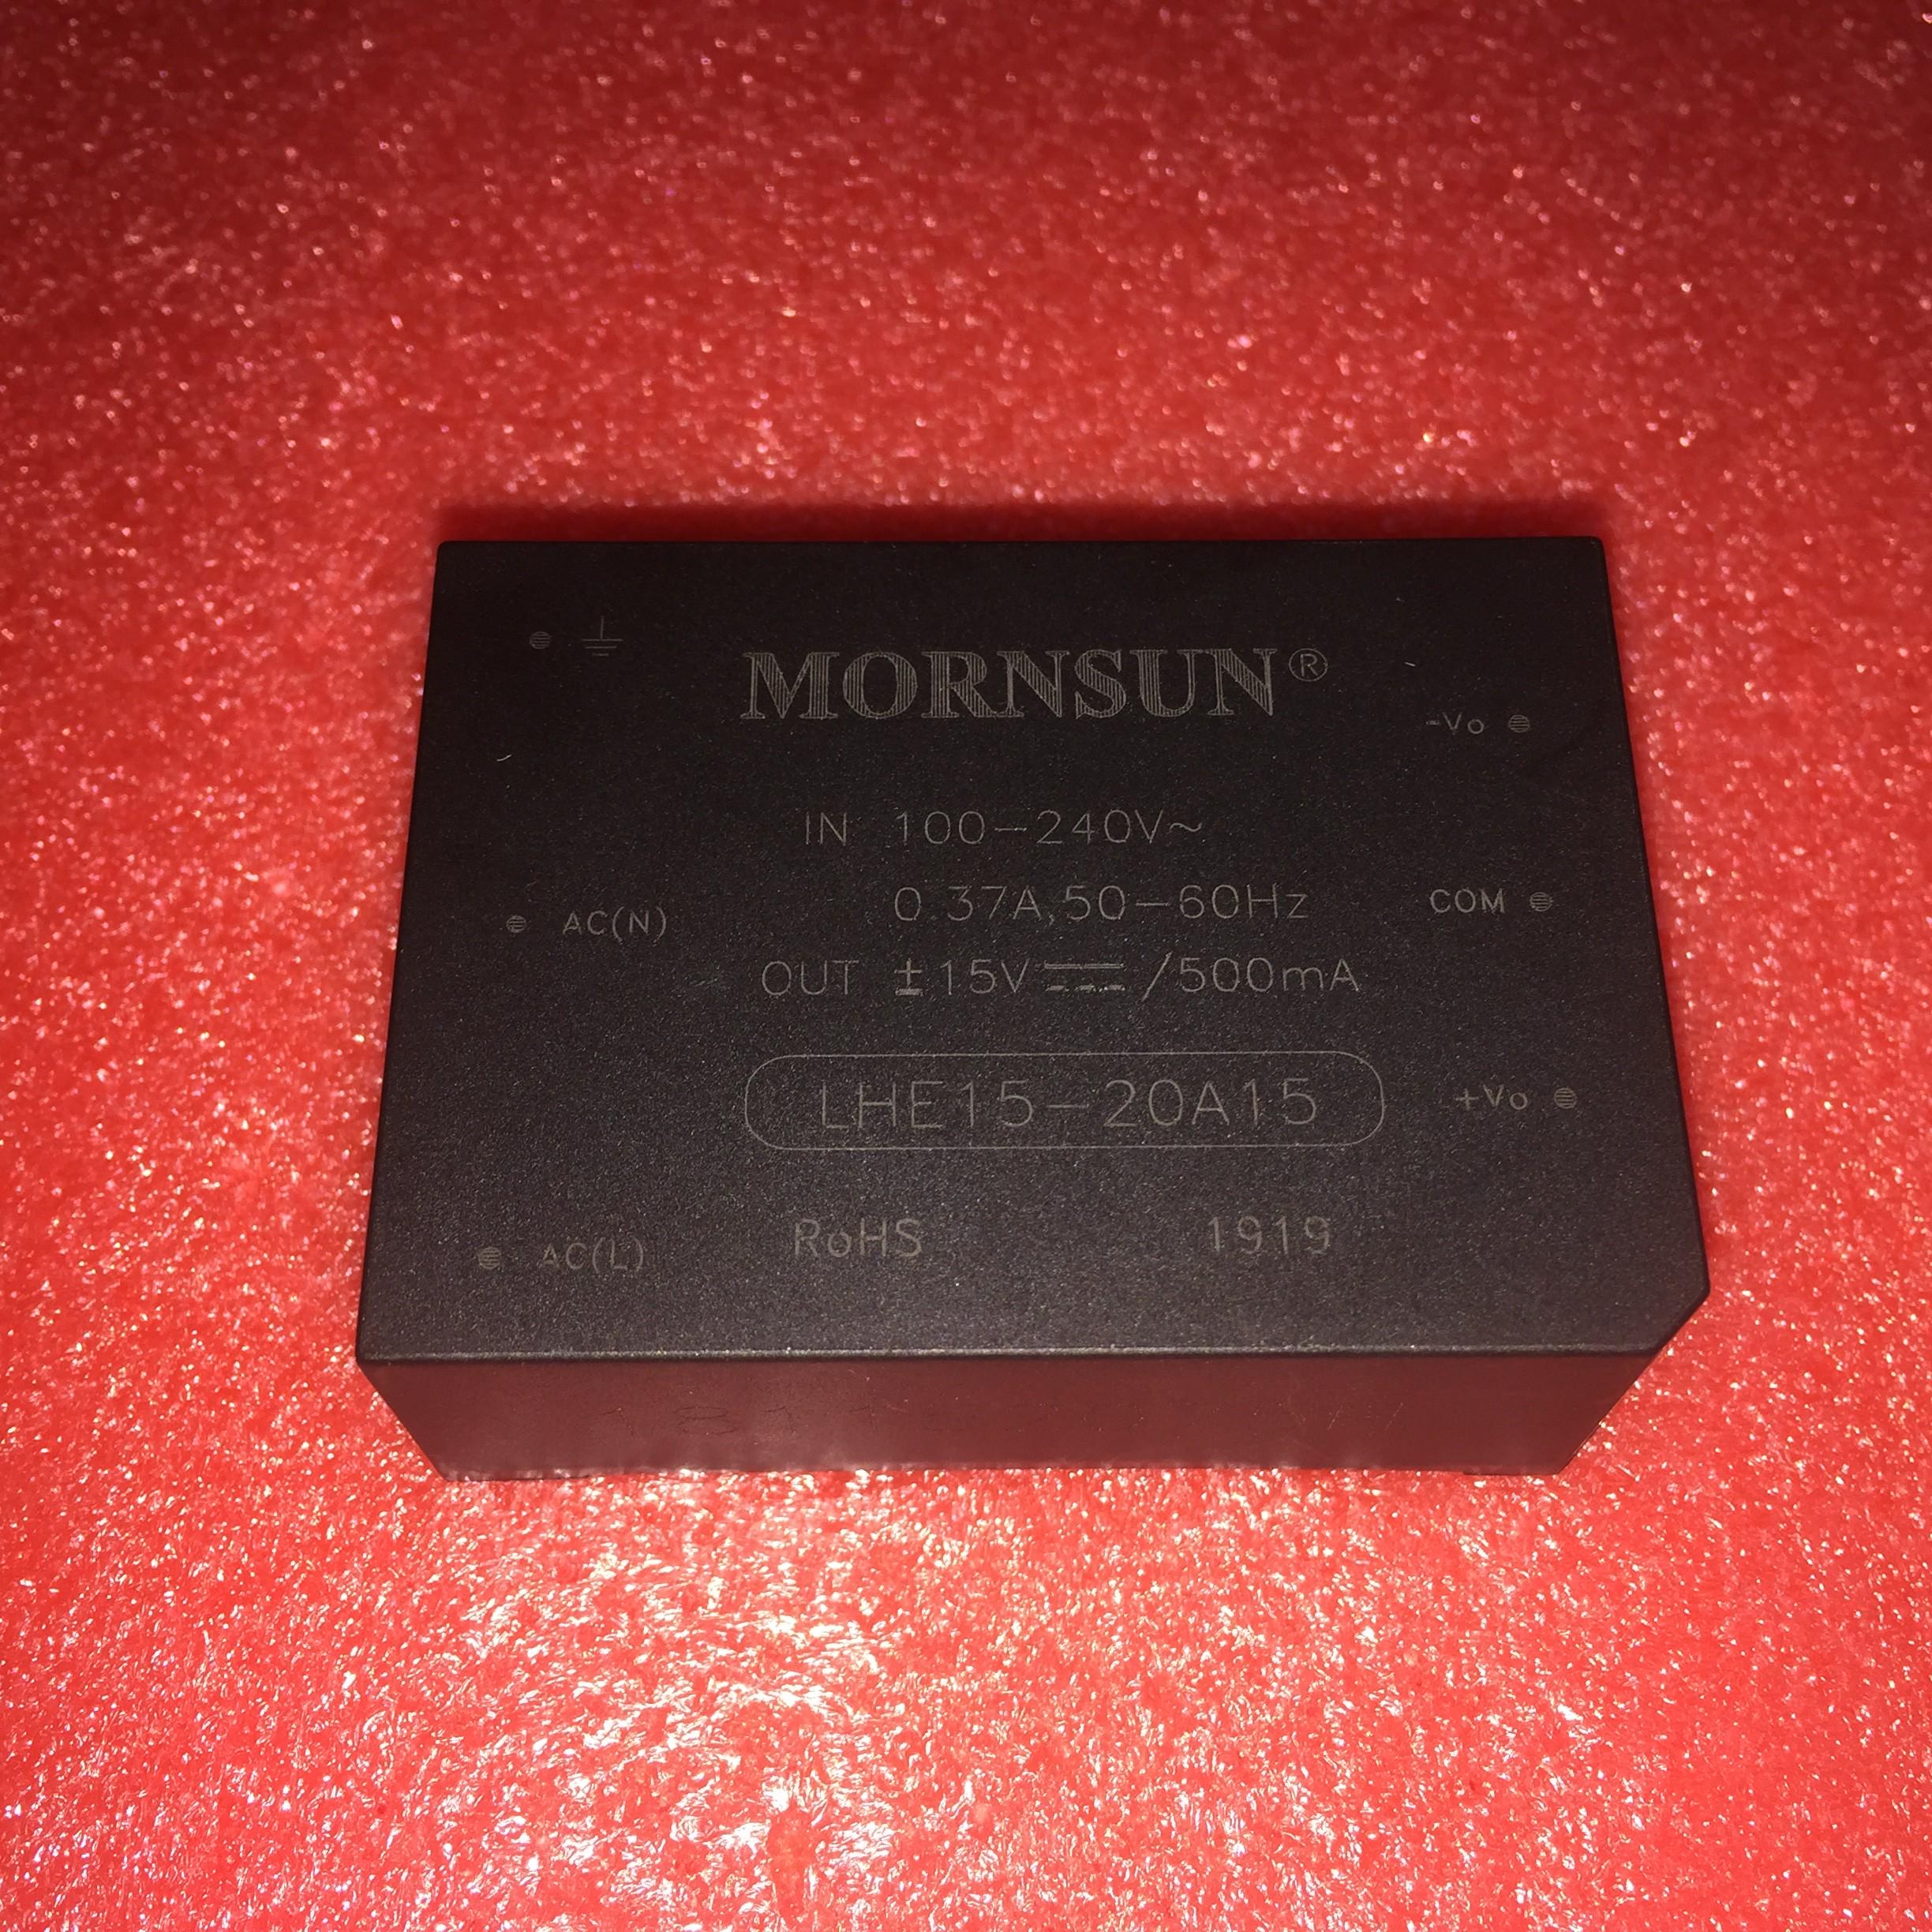 MORNSUN®
-Vo
IN 100-240V~
0.37A,50-60Hz
AC(N)
COM
OUT ±15V⎓/500mA
LHE15-20A15
+Vo
AC(L)
RoHS 1919